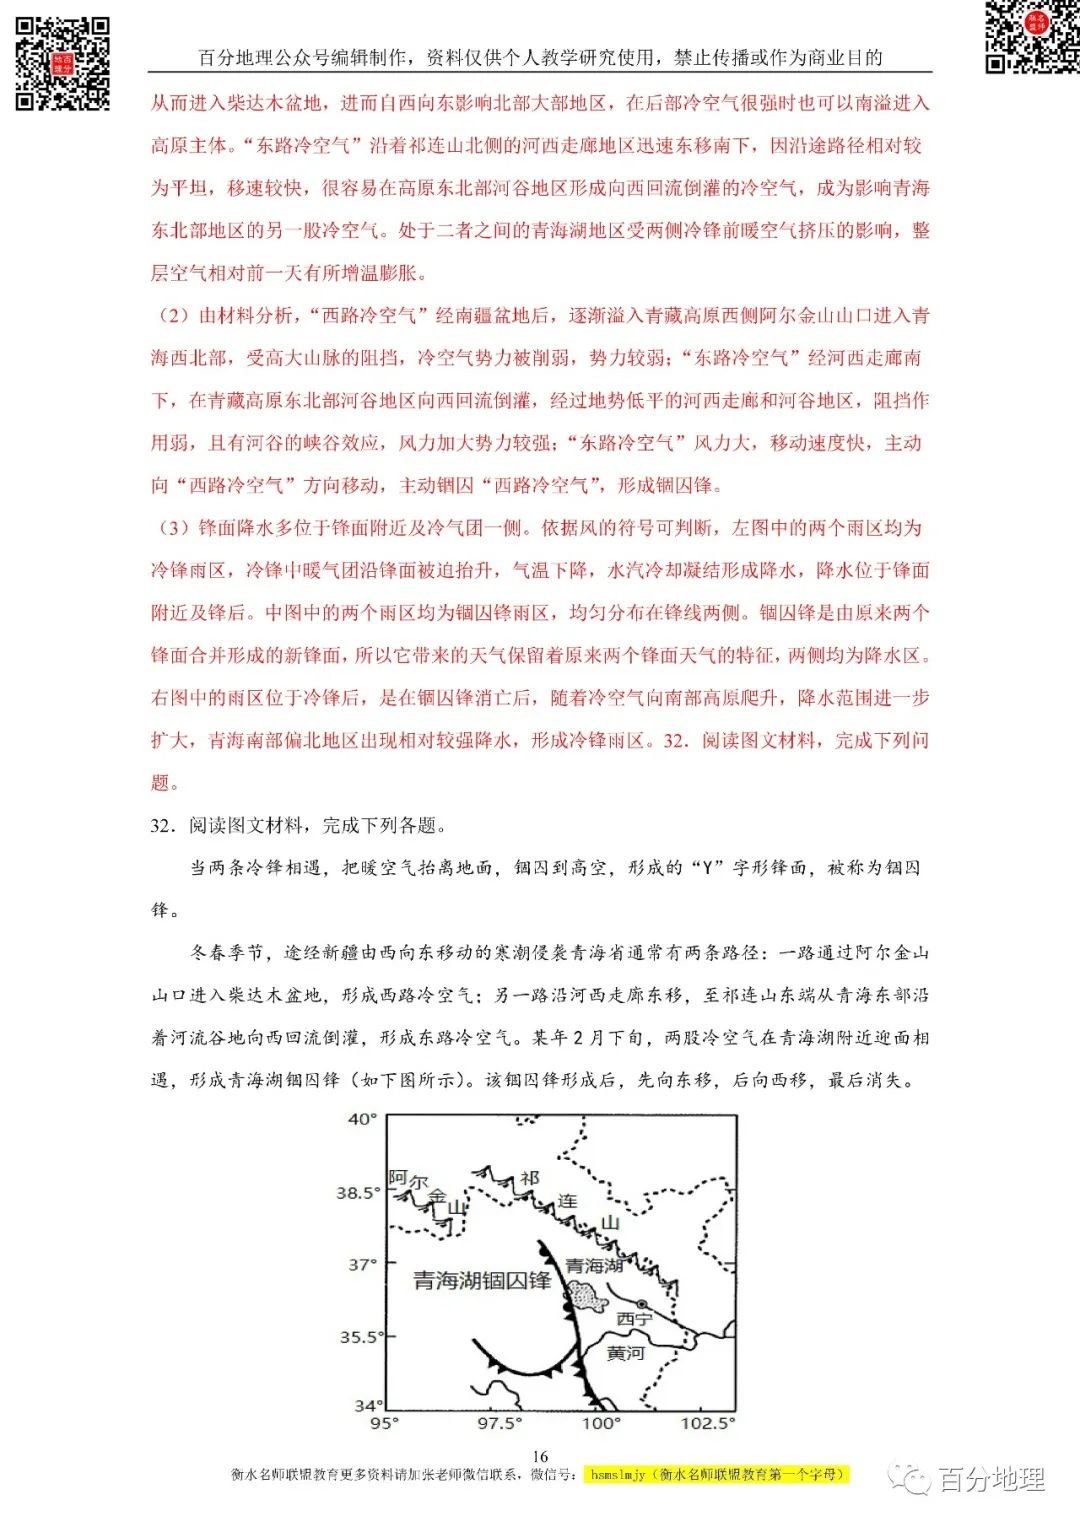 百分地理公众号编辑制作，资料仅供个人教学研究使用，禁止传播或作为商业目的
从而进入柴达木盆地，进而自西向东影响北部大部地区，在后部冷空气很强时也可以南溢进入
高原主体。“东路冷空气”沿着祁连山北侧的河西走廊地区迅速东移南下，因沿途路径相对较
为平坦，移速较快，很容易在高原东北部河谷地区形成向西回流倒灌的冷空气，成为影响青海
东北部地区的另一股冷空气。处于二者之间的青海湖地区受两侧冷锋前暖空气挤压的影响，整
层空气相对前一天有所增温膨胀。
（2）由材料分析，“西路冷空气”经南疆盆地后，逐渐溢入青藏高原西侧阿尔金山山口进入青
海西北部，受高大山脉的阻挡，冷空气势力被削弱，势力较弱；“东路冷空气”经河西走廊南
下，在青藏高原东北部河谷地区向西回流倒灌，经过地势低平的河西走廊和河谷地区，阻挡作
用弱，且有河谷的峡谷效应，风力加大势力较强；“东路冷空气”风力大，移动速度快，主动
向“西路冷空气”方向移动，主动锢囚“西路冷空气”，形成锢囚锋。
（3）锋面降水多位于锋面附近及冷气团一侧。依据风的符号可判断，左图中的两个雨区均为
冷锋雨区，冷锋中暖气团沿锋面被迫抬升，气温下降，水汽冷却凝结形成降水，降水位于锋面
附近及锋后。中图中的两个雨区均为锢囚锋雨区，均匀分布在锋线两侧。锢囚锋是由原来两个
锋面合并形成的新锋面，所以它带来的天气保留着原来两个锋面天气的特征，两侧均为降水区。
右图中的雨区位于冷锋后，是在锢囚锋消亡后，随着冷空气向南部高原爬升，降水范围进一步
扩大，青海南部偏北地区出现相对较强降水，形成冷锋雨区。32．阅读图文材料，完成下列问
题。
32．阅读图文材料，完成下列各题。
当两条冷锋相遇，把暖空气抬离地面，锢囚到高空，形成的“Y”字形锋面，被称为锢囚
锋。
冬春季节，途经新疆由西向东移动的寒潮侵袭青海省通常有两条路径：一路通过阿尔金山
山口进入柴达木盆地，形成西路冷空气；另一路沿河西走廊东移，至祁连山东端从青海东部沿
着河流谷地向西回流倒灌，形成东路冷空气。某年2月下旬，两股冷空气在青海湖附近迎面相
遇，形成青海湖锢囚锋（如下图所示）。该锢囚锋形成后，先向东移，后向西移，最后消失。
40°
38.5°
37°
35.5°
34°
95°
97.5°
100°
102.5°
阿尔金山
祁连山
青海湖
青海湖锢囚锋
西宁
黄河
16
衡水名师联盟教育更多资料请加张老师微信联系，微信号： hsmslmjy（衡水名师联盟教育第一个字母）
百分地理